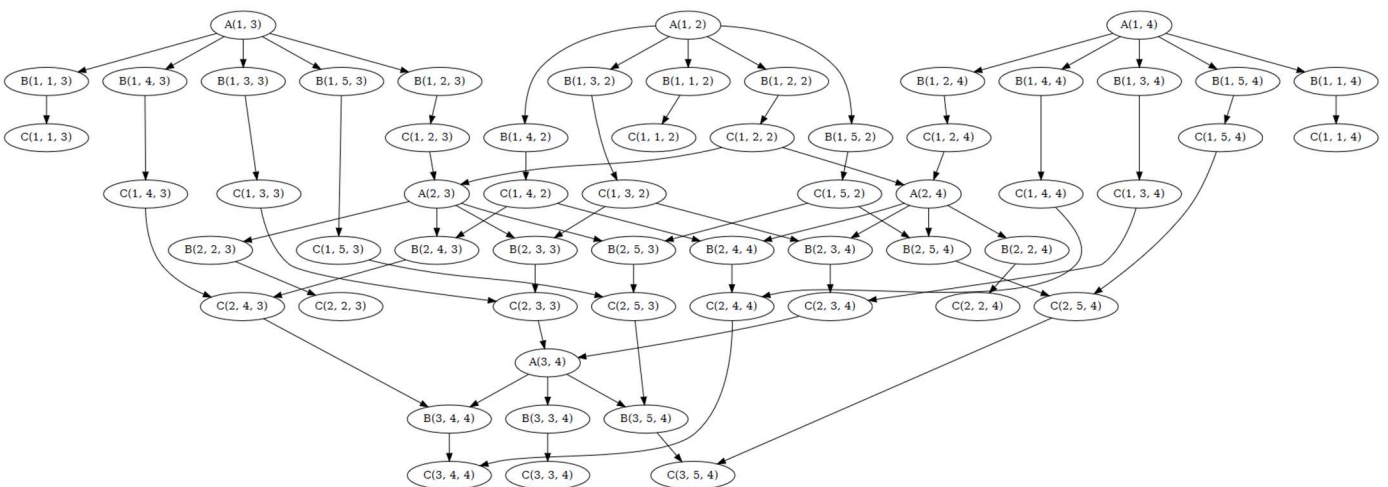 A(1, 3) A(1, 2) A(1, 4)
B(1, 1, 3) B(1, 4, 3) B(1, 3, 3) B(1, 5, 3) B(1, 2, 3) B(1, 3, 2) B(1, 1, 2) B(1, 2, 2) B(1, 2, 4) B(1, 4, 4) B(1, 3, 4) B(1, 5, 4) B(1, 1, 4)
C(1, 1, 3) C(1, 2, 3) B(1, 4, 2) C(1, 1, 2) C(1, 2, 2) B(1, 5, 2) C(1, 2, 4) C(1, 5, 4) C(1, 1, 4)
C(1, 4, 3) C(1, 3, 3) A(2, 3) C(1, 4, 2) C(1, 3, 2) C(1, 5, 2) A(2, 4) C(1, 4, 4) C(1, 3, 4)
B(2, 2, 3) C(1, 5, 3) B(2, 4, 3) B(2, 3, 3) B(2, 5, 3) B(2, 4, 4) B(2, 3, 4) B(2, 5, 4) B(2, 2, 4)
C(2, 4, 3) C(2, 2, 3) C(2, 3, 3) C(2, 5, 3) C(2, 4, 4) C(2, 3, 4) C(2, 2, 4) C(2, 5, 4)
A(3, 4)
B(3, 4, 4) B(3, 3, 4) B(3, 5, 4)
C(3, 4, 4) C(3, 3, 4) C(3, 5, 4)